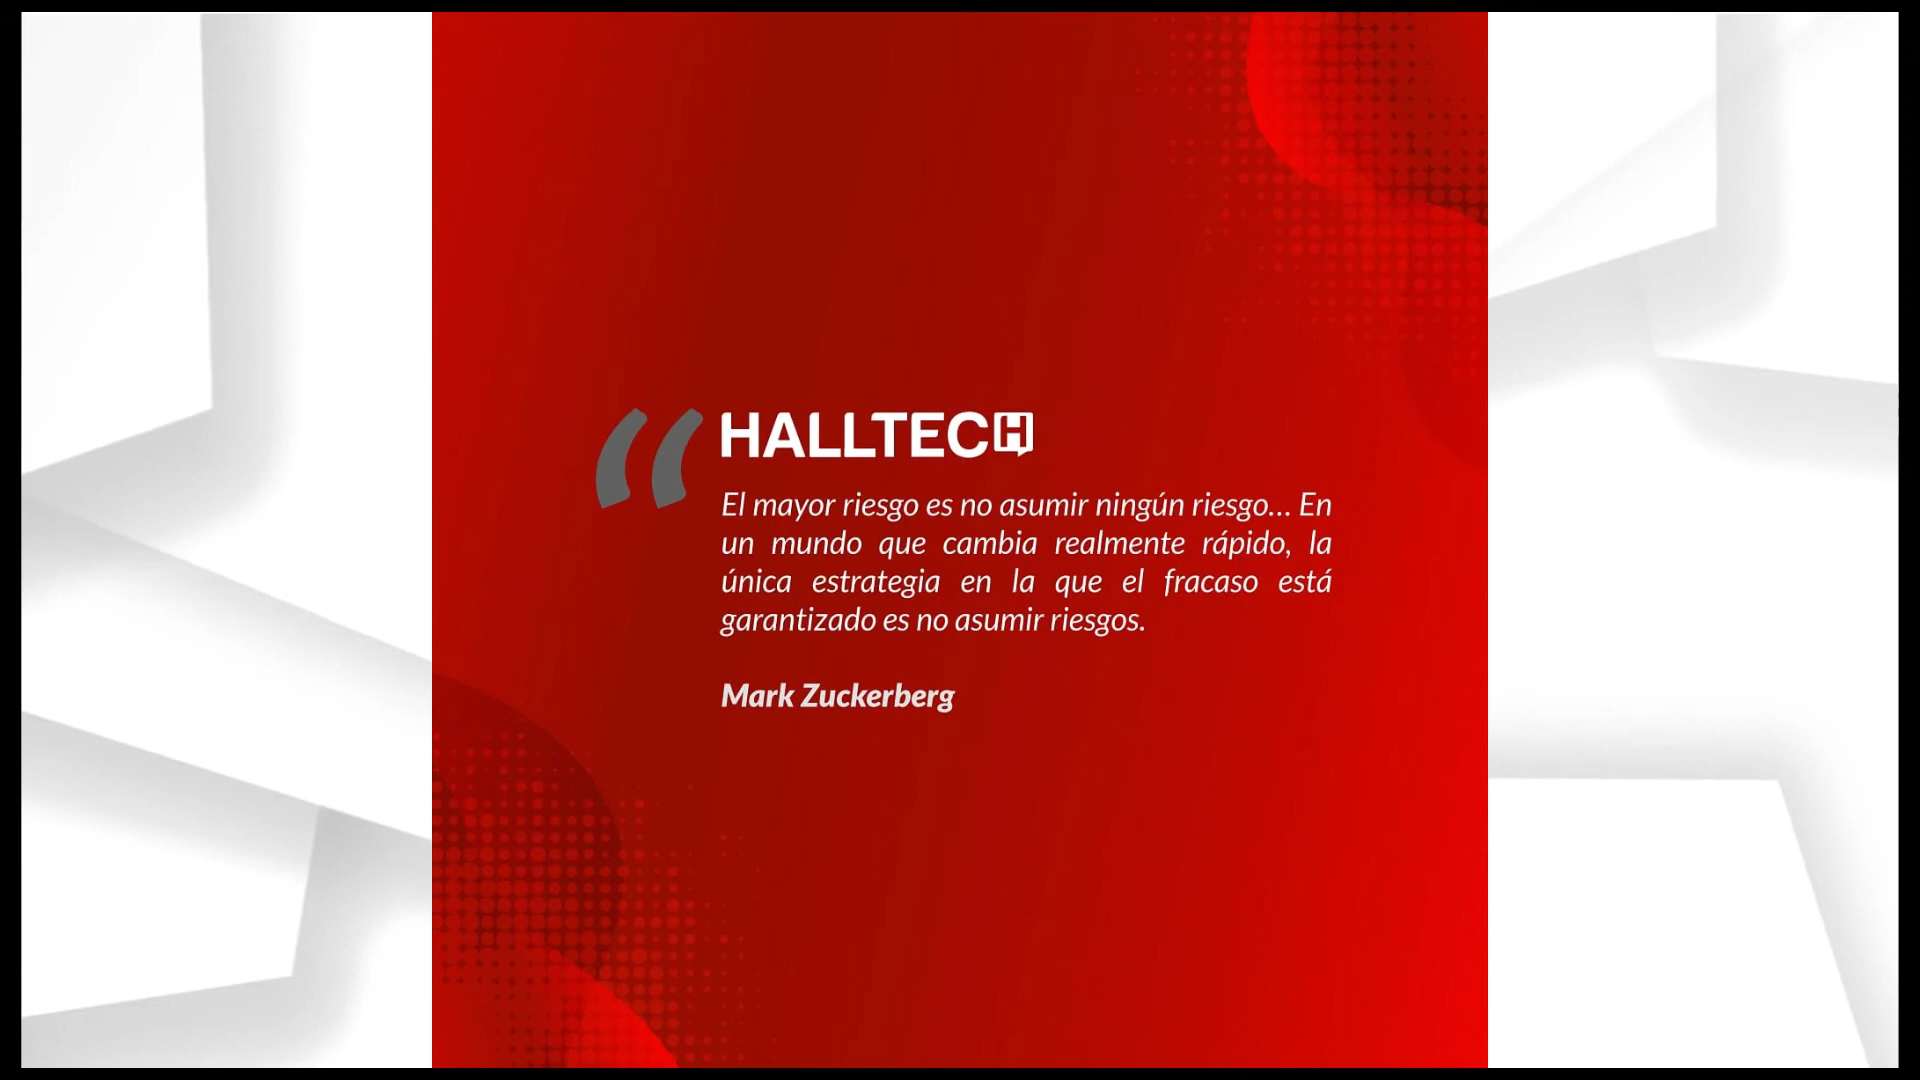 “
HALLTECH
El mayor riesgo es no asumir ningún riesgo... En
un mundo que cambia realmente rápido, la
única estrategia en la que el fracaso está
garantizado es no asumir riesgos.
Mark Zuckerberg